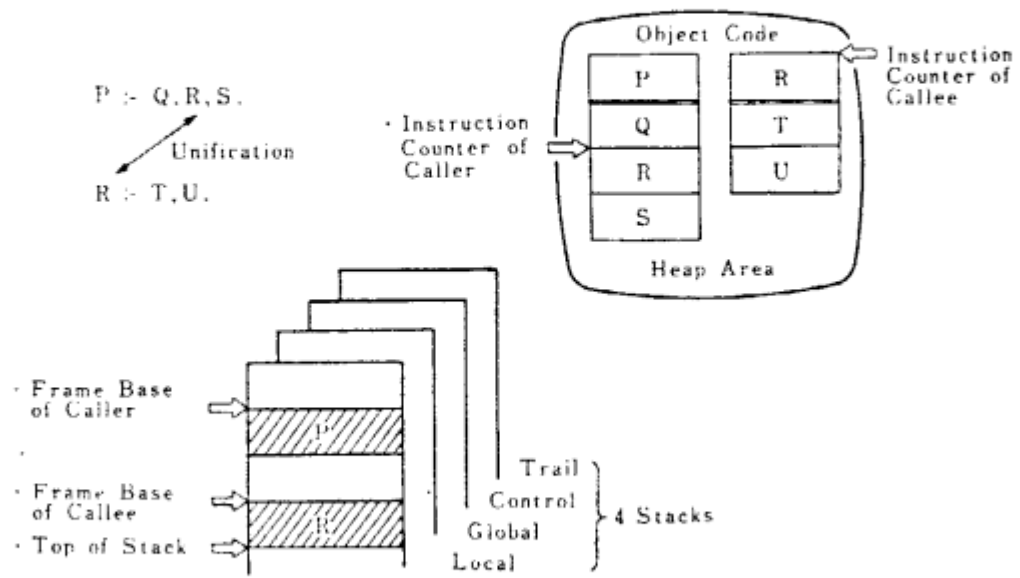 P :- Q,R,S.
Unification
R :- T,U.
Object Code
P
Q
R
S
R
T
U
Heap Area
· Instruction
Counter of
Caller
Instruction
Counter of
Callee
· Frame Base
of Caller
· Frame Base
of Callee
· Top of Stack
P
R
Trail
Control
Global
Local
4 Stacks